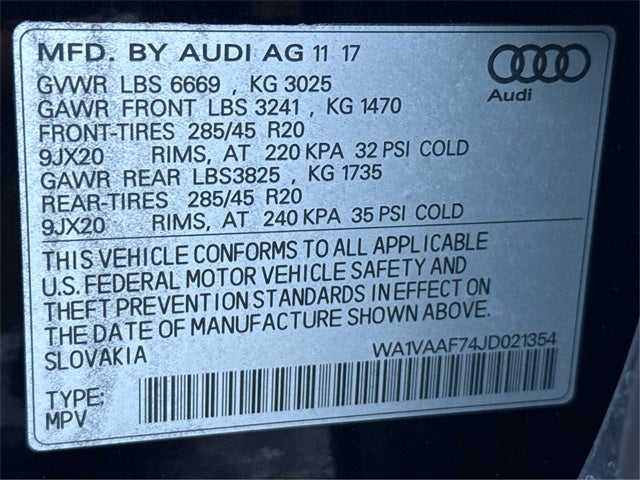 MFD. BY AUDI AG 11 17
GVWR LBS 6669 , KG 3025
GAWR FRONT LBS 3241 , KG 1470
FRONT-TIRES 285/45 R20
9JX20 RIMS, AT 220 KPA 32 PSI COLD
GAWR REAR LBS3825 , KG 1735
REAR-TIRES 285/45 R20
9JX20 RIMS, AT 240 KPA 35 PSI COLD
Audi
THIS VEHICLE CONFORMS TO ALL APPLICABLE
U.S. FEDERAL MOTOR VEHICLE SAFETY AND
THEFT PREVENTION STANDARDS IN EFFECT ON
THE DATE OF MANUFACTURE SHOWN ABOVE.
SLOVAKIA WA1VAAF74JD021354
TYPE:
MPV